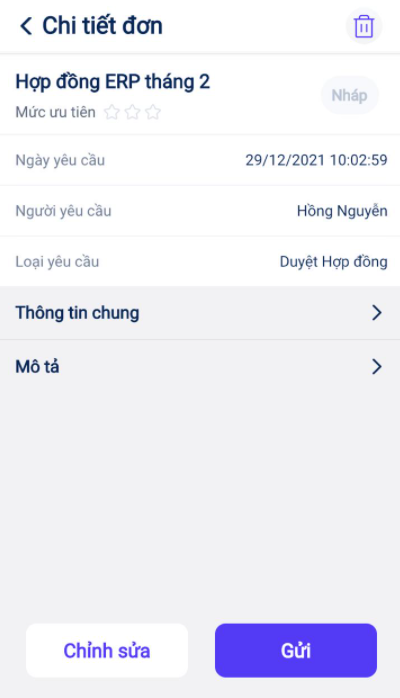 Chi tiết đơn
Hợp đồng ERP tháng 2
Nháp
Mức ưu tiên
Ngày yêu cầu 29/12/2021 10:02:59
Người yêu cầu Hồng Nguyễn
Loại yêu cầu Duyệt Hợp đồng
Thông tin chung
Mô tả
Chỉnh sửa Gửi